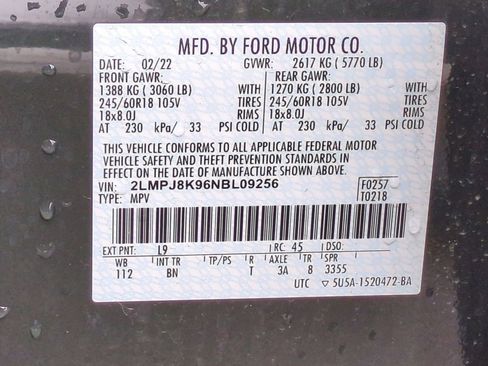 MFD. BY FORD MOTOR CO.
DATE: 02/22 GVWR: 2617 KG ( 5770 LB)
FRONT GAWR: REAR GAWR:
1388 KG ( 3060 LB) WITH 1270 KG ( 2800 LB) WITH
245/60R18 105V TIRES 245/60R18 105V TIRES
18x8.0J RIMS 18x8.0J RIMS
AT 230 kPa/ 33 PSI COLD AT 230 kPa/ 33 PSI COLD
THIS VEHICLE CONFORMS TO ALL APPLICABLE FEDERAL MOTOR
VEHICLE SAFETY AND THEFT PREVENTION STANDARDS IN
EFFECT ON THE DATE OF MANUFACTURE SHOWN ABOVE.
VIN: 2LMPJ8K96NBL09256 F0257
TYPE: MPV T0218
EXT PNT: L9 RC: 45 DSO:
WB INT TR TP/PS R AXLE TR SPR
112 BN T 3A 8 3355
UTC 5U5A-1520472-BA